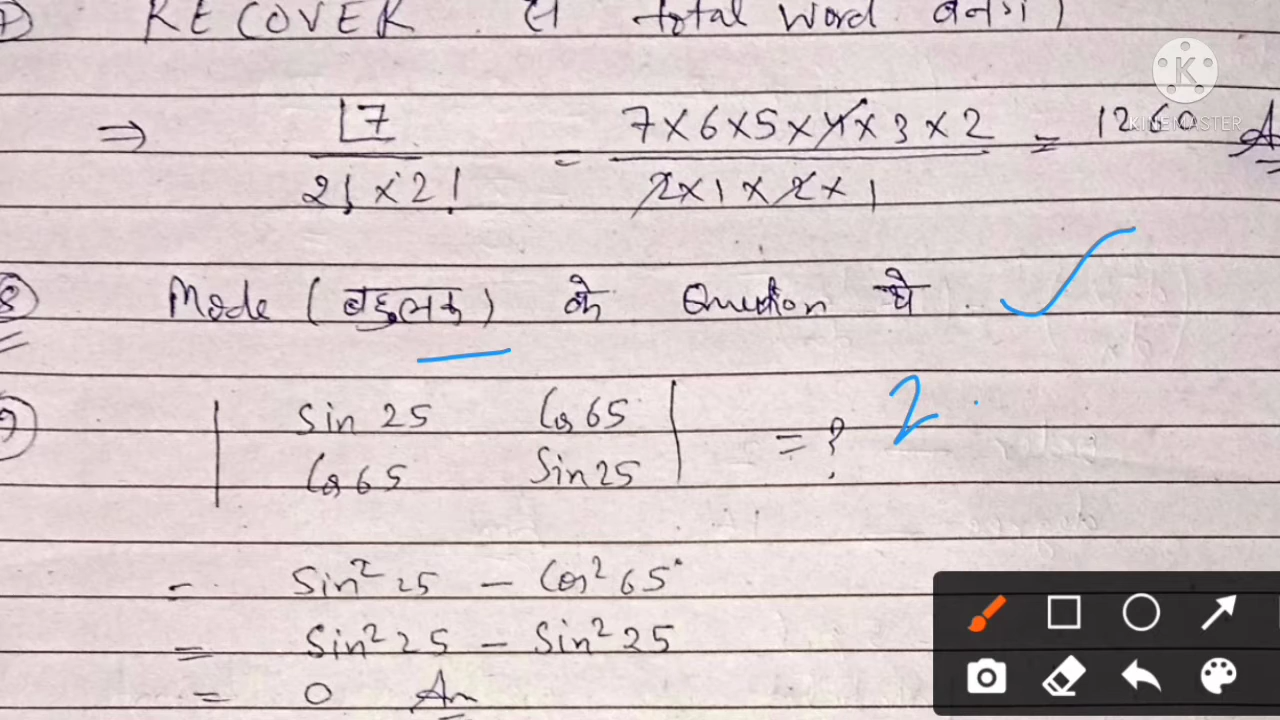 7) RECOVER से total word बनेंगे ।
KINEMASTER
⇒ ∟7 / 2! × 2! = 7×6×5×4×3×2 / 2×1×2×1 = 1260 A
8) Mode (बहुलक) के Question थे ..
2
9) | Sin 25 Cos 65 | = ?
| Cos 65 Sin 25 |
= Sin² 25 – Cos² 65°
= Sin² 25 – Sin² 25
= 0 An